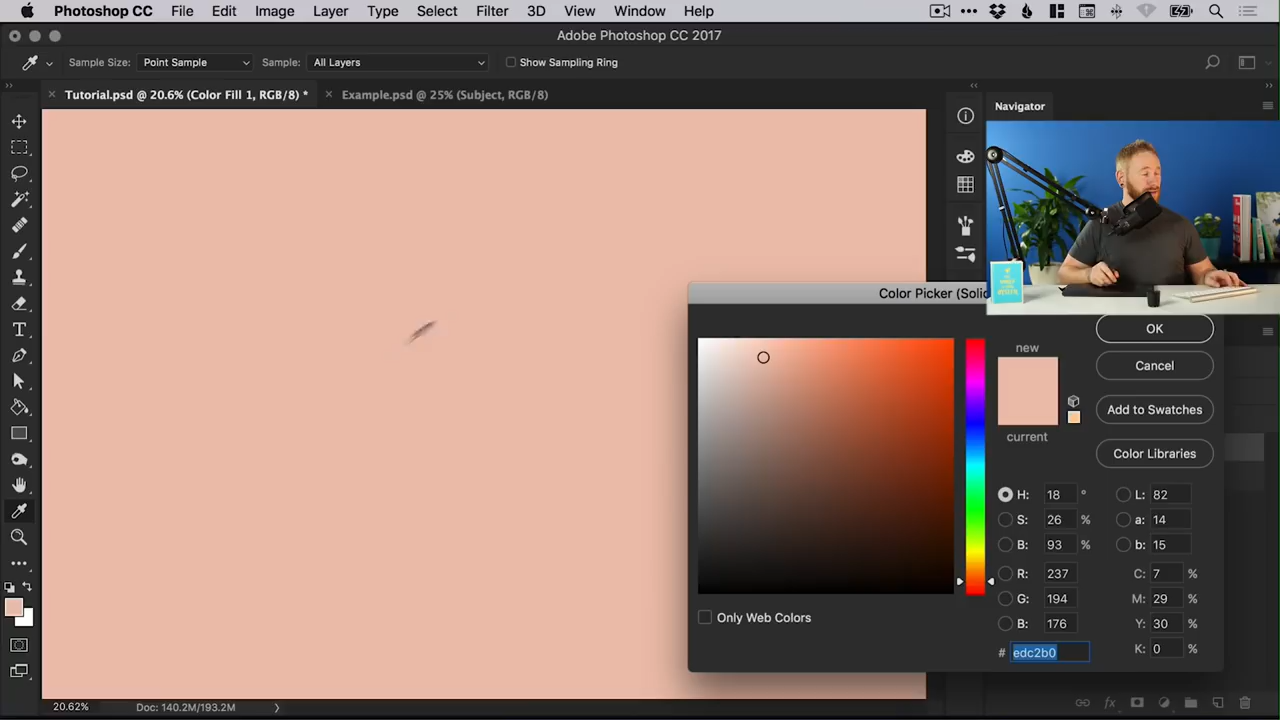 Photoshop CC File Edit Image Layer Type Select Filter 3D View Window Help
Adobe Photoshop CC 2017
Sample Size: Point Sample Sample: All Layers Show Sampling Ring
Tutorial.psd @ 20.6% (Color Fill 1, RGB/8) * Example.psd @ 25% (Subject, RGB/8)
Navigator
Color Picker (Solid
OK
new
Cancel
Add to Swatches
current
Color Libraries
H: 18 ° L: 82
S: 26 % a: 14
B: 93 % b: 15
R: 237 C: 7 %
G: 194 M: 29 %
Only Web Colors
B: 176 Y: 30 %
# edc2b0 K: 0 %
20.62% Doc: 140.2M/193.2M